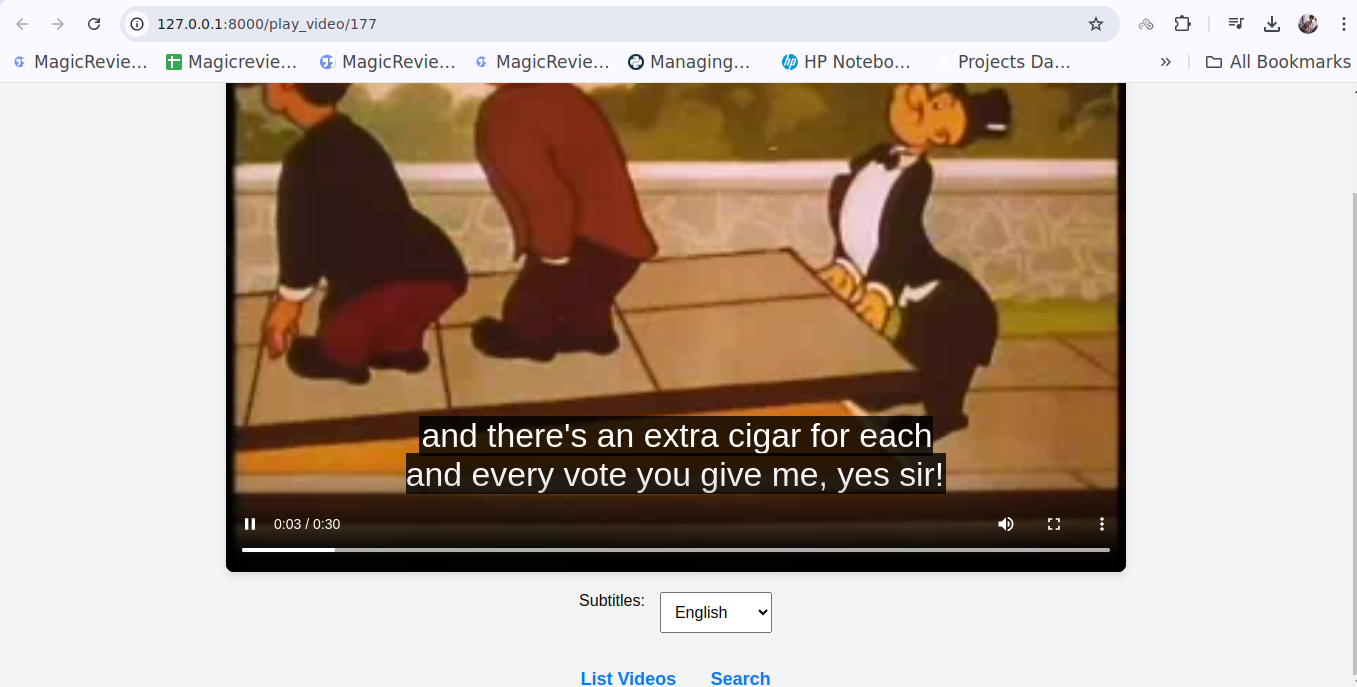 127.0.0.1:8000/play_video/177
MagicRevie... Magicrevie... MagicRevie... MagicRevie... Managing... HP Notebo... Projects Da... » All Bookmarks
and there's an extra cigar for each
and every vote you give me, yes sir!
0:03 / 0:30
Subtitles: English
List Videos Search